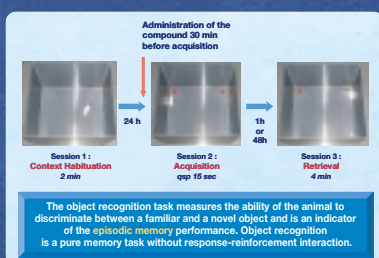 Administration of the
compound 30 min
before acquisition
24 h
1h
or
48h
Session 1 :
Context Habituation
2 min
Session 2 :
Acquisition
qsp 15 sec
Session 3 :
Retrieval
4 min
The object recognition task measures the ability of the animal to
discriminate between a familiar and a novel object and is an indicator
of the episodic memory performance. Object recognition
is a pure memory task without response-reinforcement interaction.